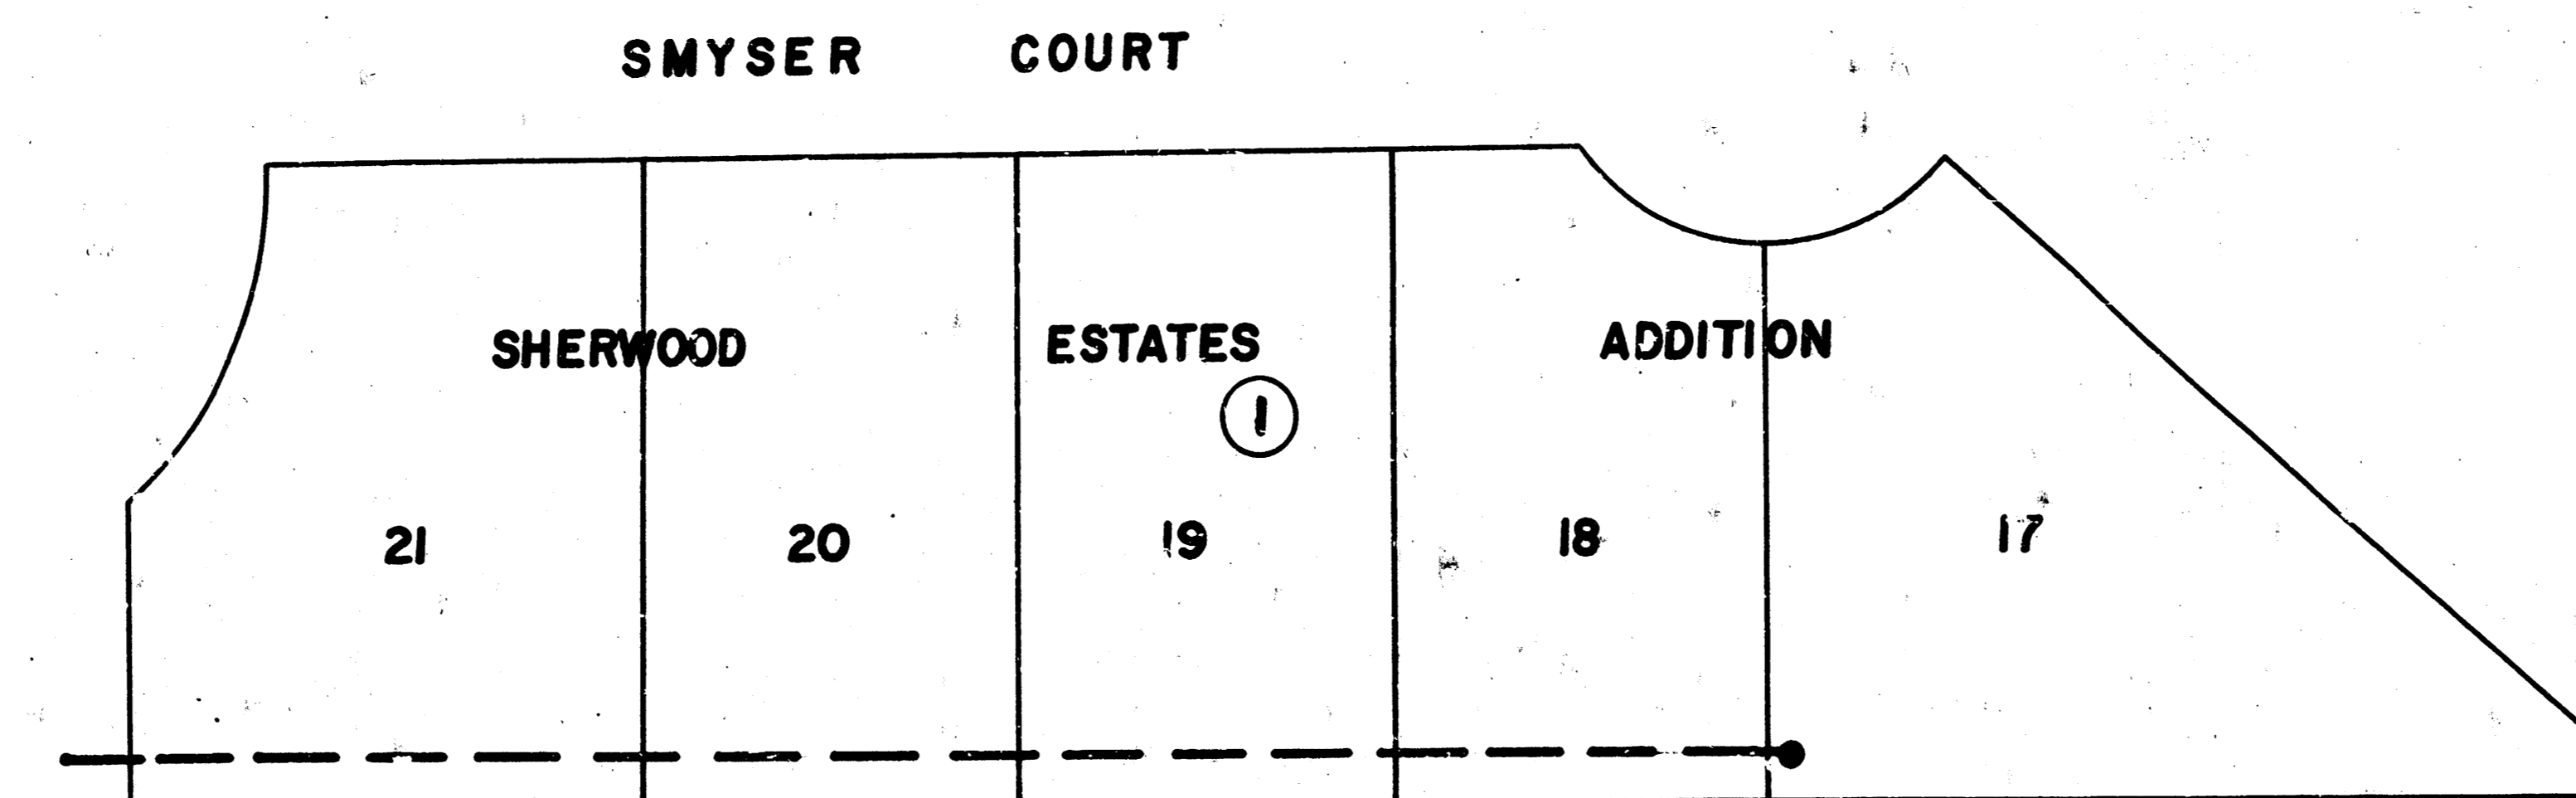 SMYSER COURT
SHERWOOD ESTATES ADDITION
1
21 20 19 18 17